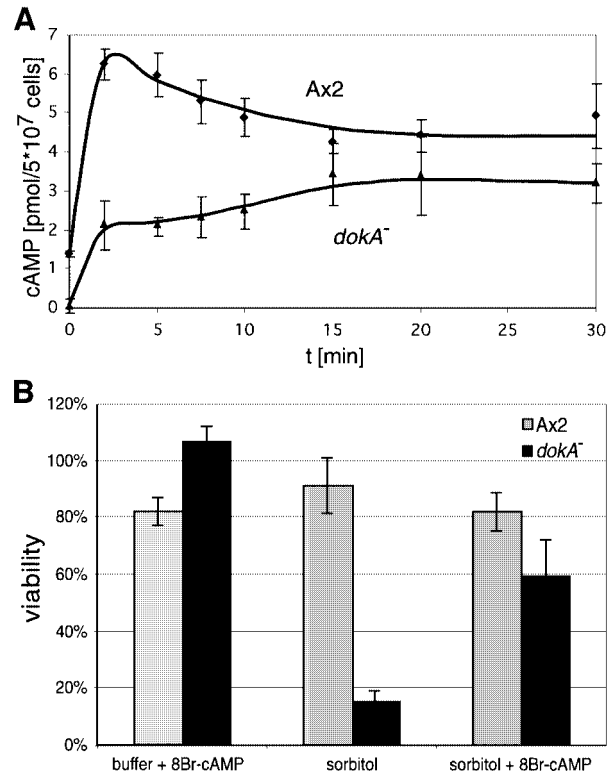 A
cAMP [pmol/5*10⁷ cells]
7
6
5
4
3
2
1
0
Ax2
dokA⁻
0 5 10 15 20 25 30
t [min]
B
viability
120%
100%
80%
60%
40%
20%
0%
Ax2
dokA⁻
buffer + 8Br-cAMP sorbitol sorbitol + 8Br-cAMP